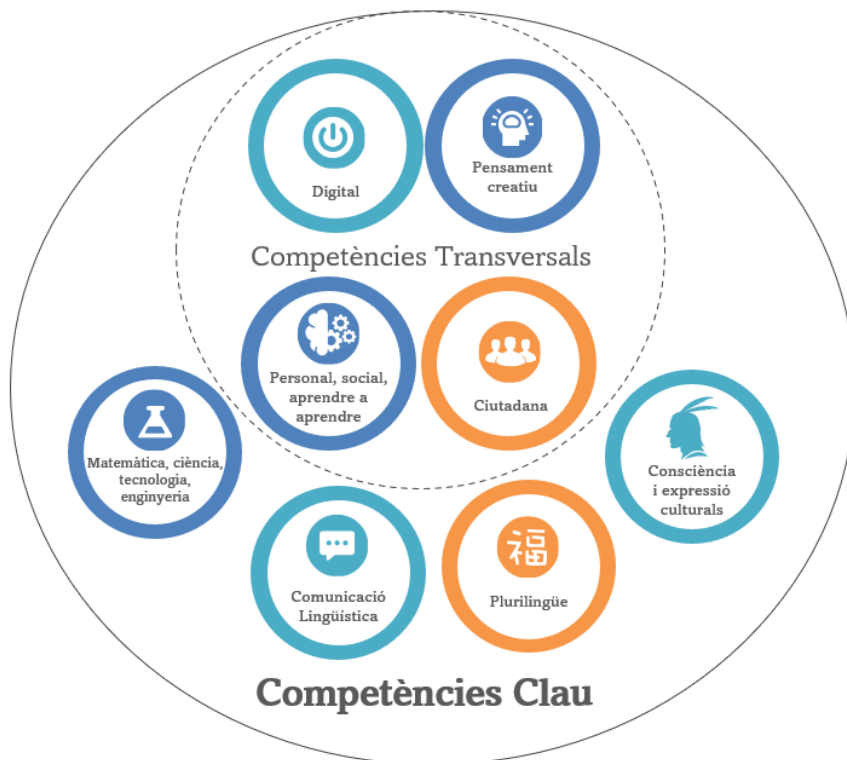 Digital
Pensament
creatiu
Competències Transversals
Personal, social,
aprendre a
aprendre
Ciutadana
Matemàtica, ciència,
tecnologia,
enginyeria
Consciència
i expressió
culturals
Comunicació
Lingüística
福
Plurilingüe
Competències Clau